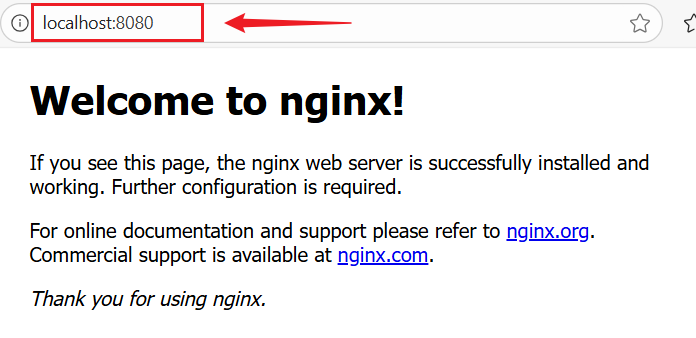 localhost:8080
Welcome to nginx!
If you see this page, the nginx web server is successfully installed and
working. Further configuration is required.
For online documentation and support please refer to nginx.org.
Commercial support is available at nginx.com.
Thank you for using nginx.